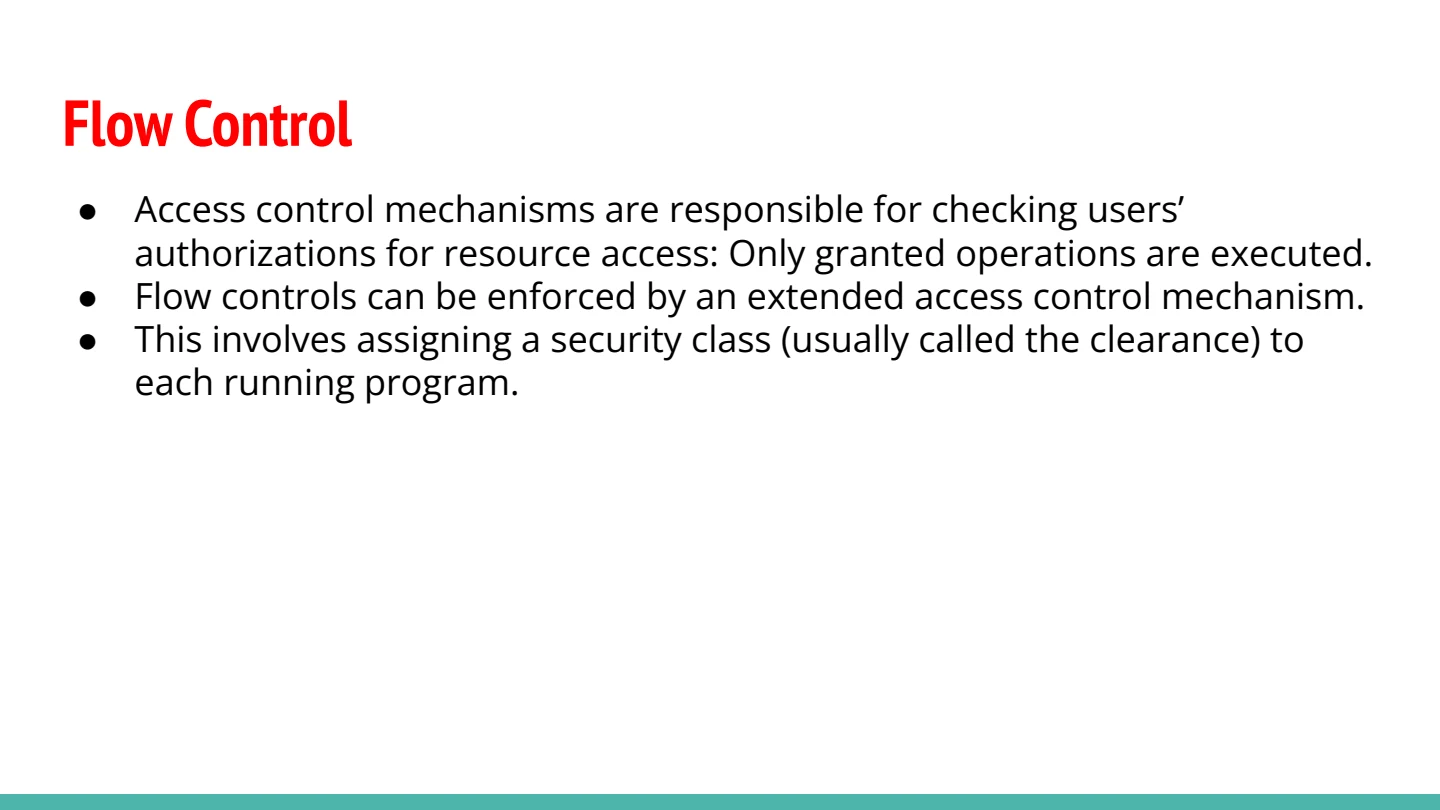 Flow Control
● Access control mechanisms are responsible for checking users’
authorizations for resource access: Only granted operations are executed.
● Flow controls can be enforced by an extended access control mechanism.
● This involves assigning a security class (usually called the clearance) to
each running program.